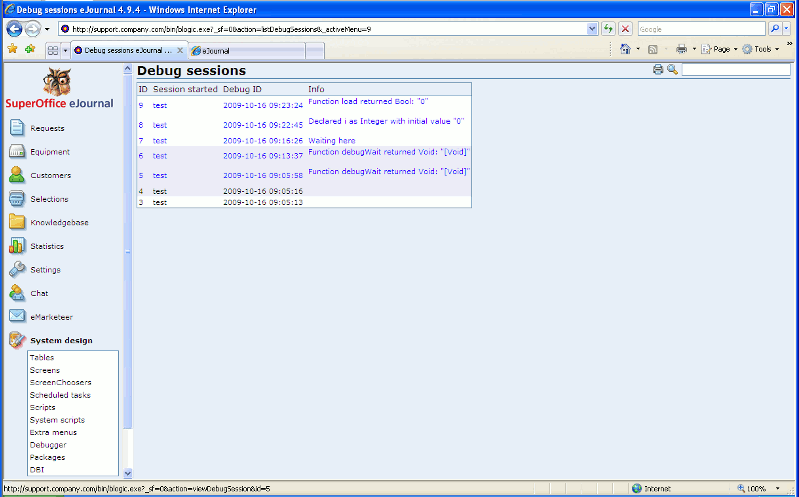 Debug sessions eJournal 4.9.4 - Windows Internet Explorer
http://support.company.com/bin/blogic.exe?_sf=0&action=listDebugSessions&_activeMenu=9
Google
Debug sessions eJournal 4.9.4 ...
eJournal
Page
Tools
SuperOffice eJournal
Requests
Equipment
Customers
Selections
Knowledgebase
Statistics
Settings
Chat
eMarketeer
System design
Tables
Screens
ScreenChoosers
Scheduled tasks
Scripts
System scripts
Extra menus
Debugger
Packages
DBI
Debug sessions
ID Session started Debug ID Info
9 test 2009-10-16 09:23:24 Function load returned Bool: "0"
8 test 2009-10-16 09:22:45 Declared i as Integer with initial value "0"
7 test 2009-10-16 09:16:26 Waiting here
6 test 2009-10-16 09:13:37 Function debugWait returned Void: "[Void]"
5 test 2009-10-16 09:05:58 Function debugWait returned Void: "[Void]"
4 test 2009-10-16 09:05:16
3 test 2009-10-16 09:05:13
http://support.company.com/bin/blogic.exe?_sf=0&action=viewDebugSession&id=5
Internet
100%